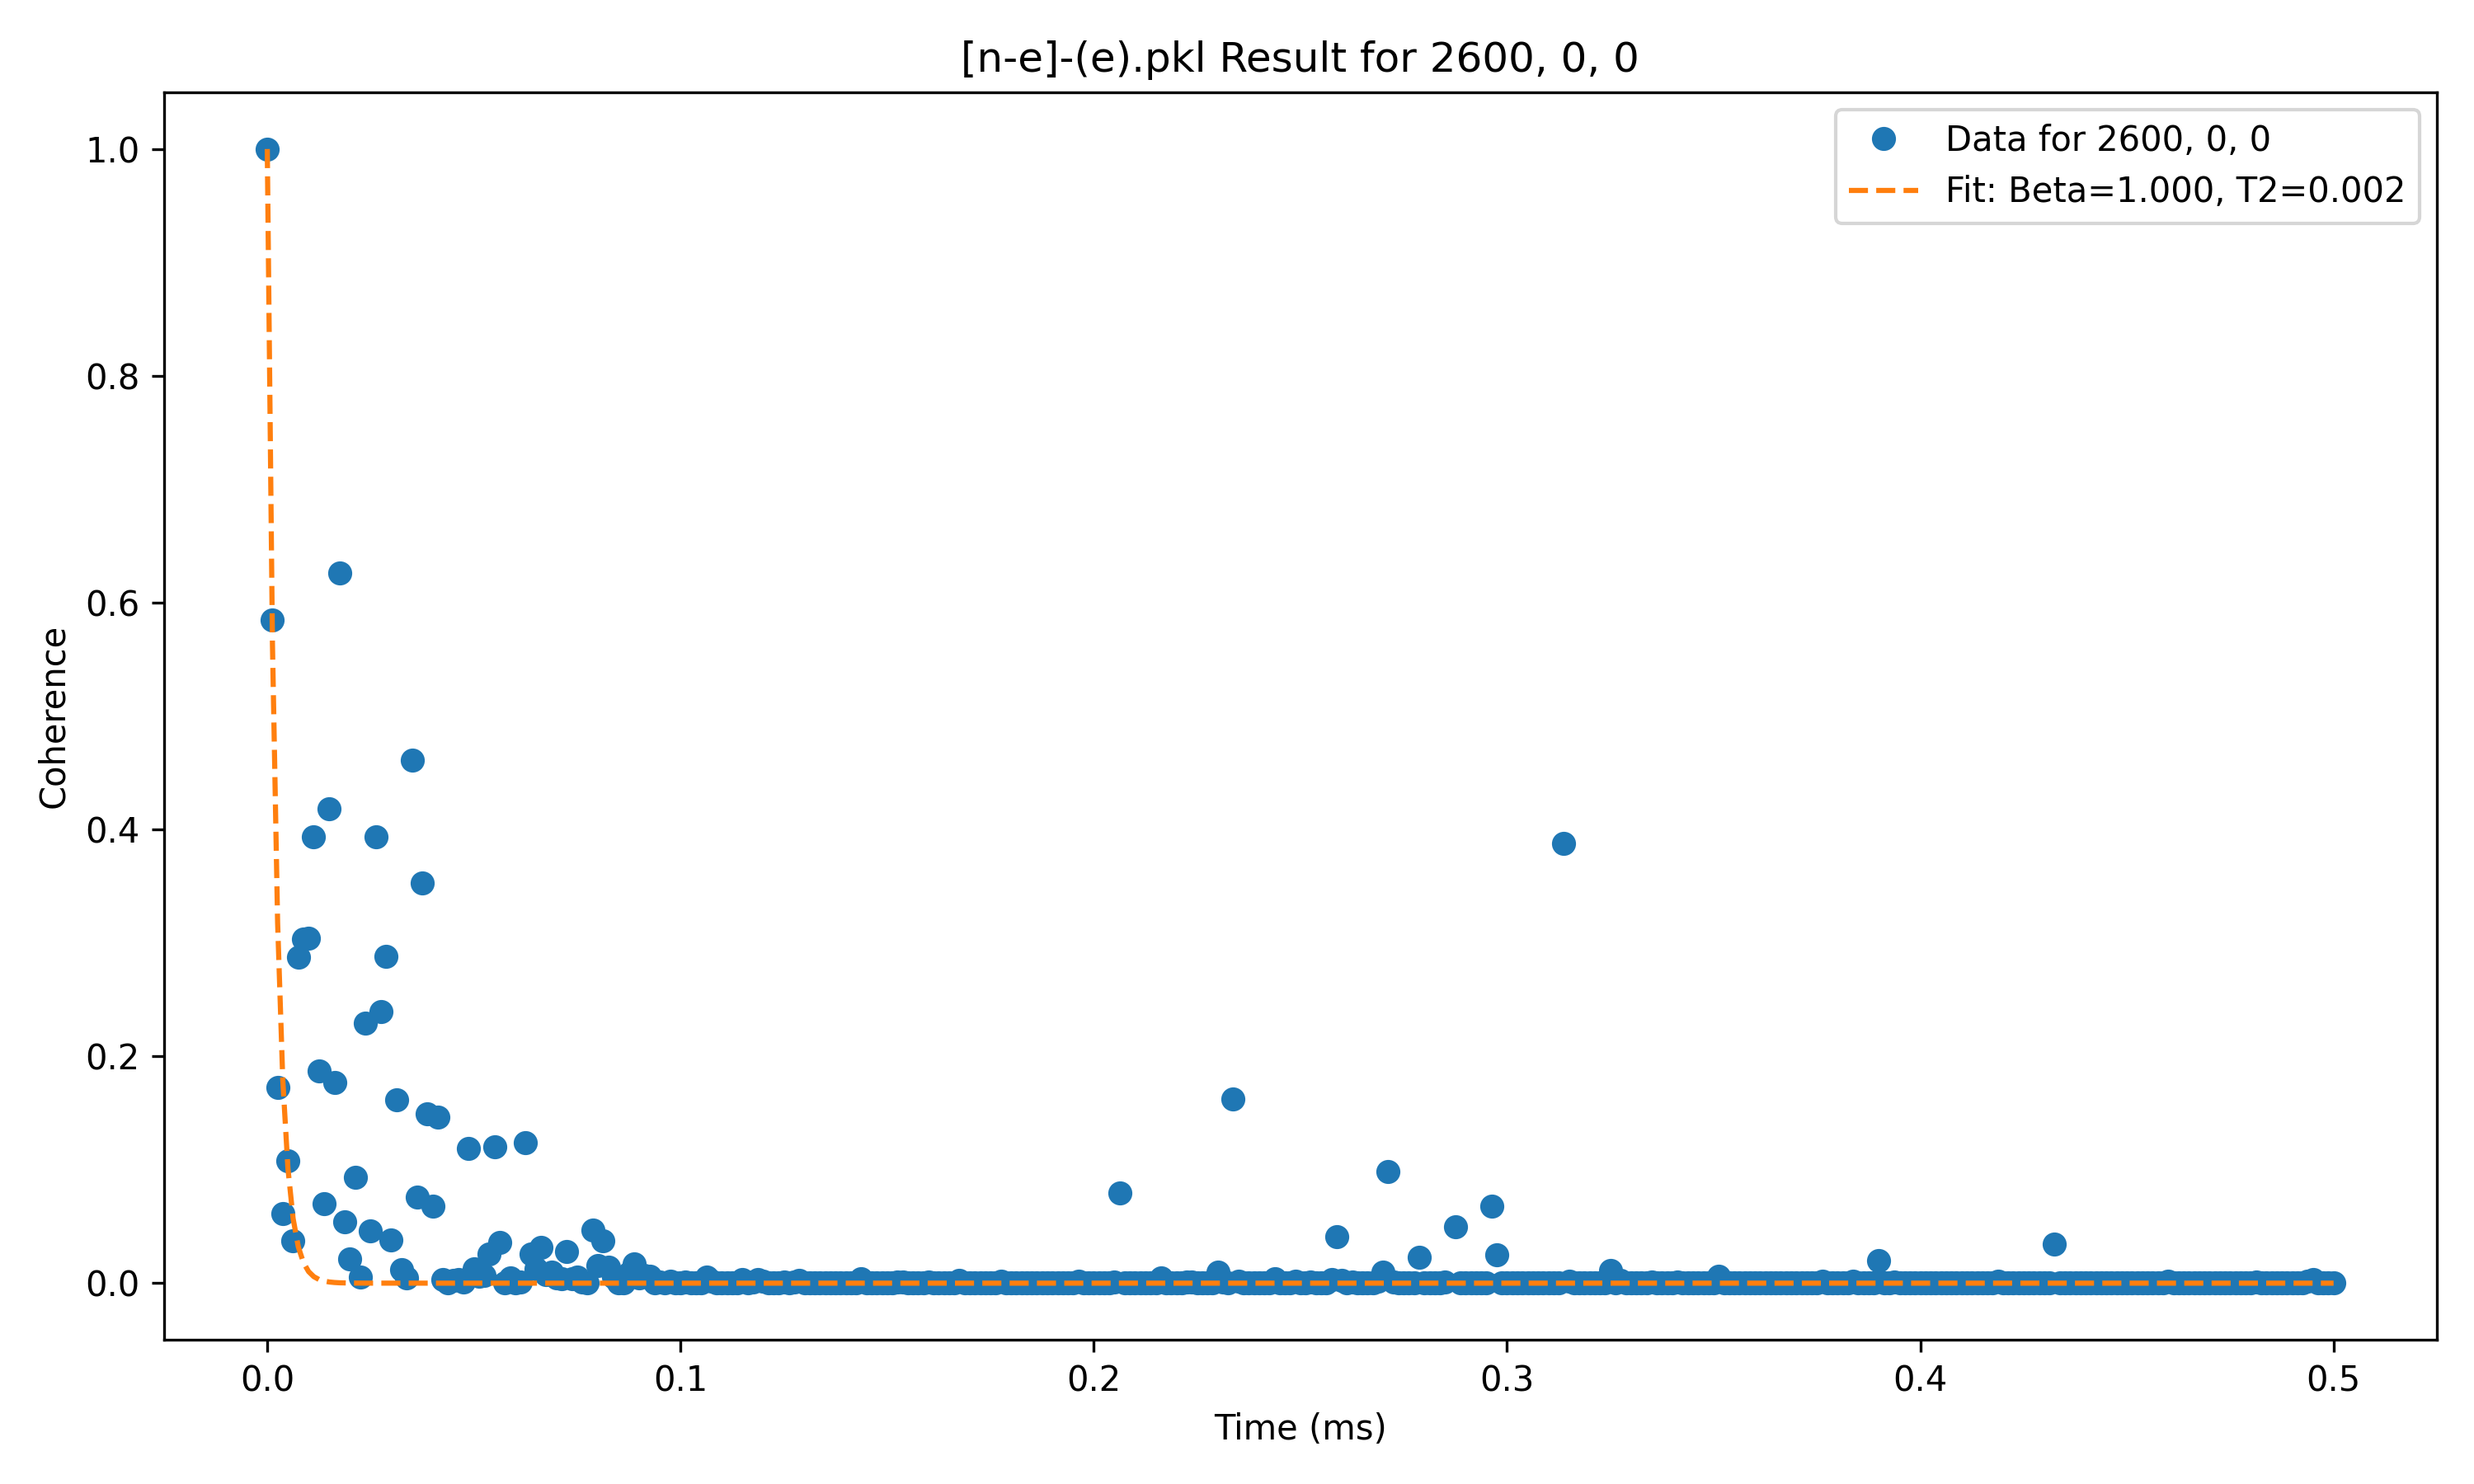 [n-e]-(e).pkl Result for 2600, 0, 0
Data for 2600, 0, 0
Fit: Beta=1.000, T2=0.002
Coherence
1.0
0.8
0.6
0.4
0.2
0.0
0.0 0.1 0.2 0.3 0.4 0.5
Time (ms)